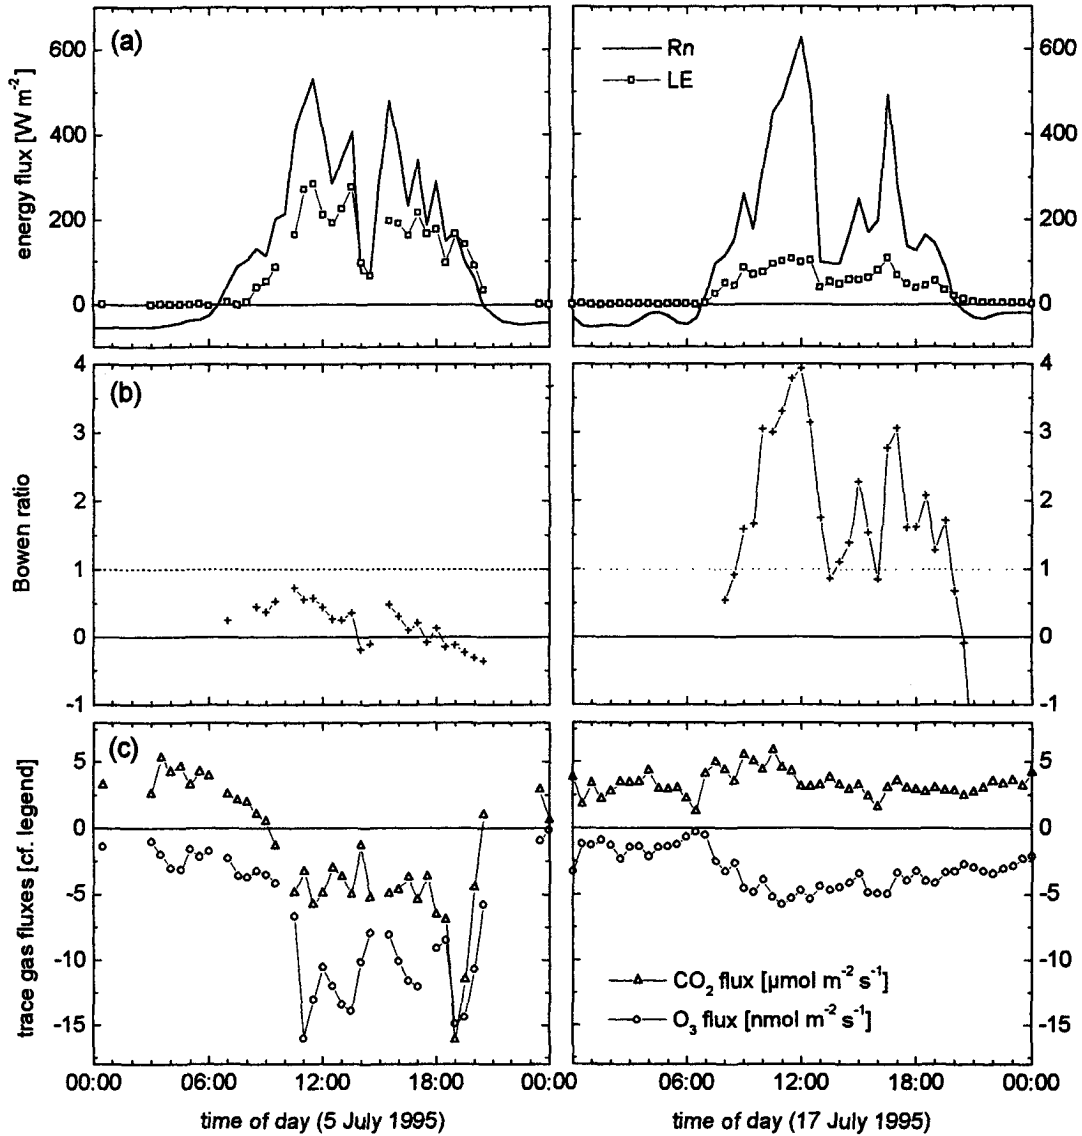 (a)
energy flux [W m⁻²]
600
400
200
0
Rn
LE
600
400
200
0
(b)
Bowen ratio
4
3
2
1
0
-1
4
3
2
1
0
-1
(c)
trace gas fluxes [cf. legend]
5
0
-5
-10
-15
CO₂ flux [µmol m⁻² s⁻¹]
O₃ flux [nmol m⁻² s⁻¹]
5
0
-5
-10
-15
00:00 06:00 12:00 18:00 00:00 06:00 12:00 18:00 00:00
time of day (5 July 1995)
time of day (17 July 1995)